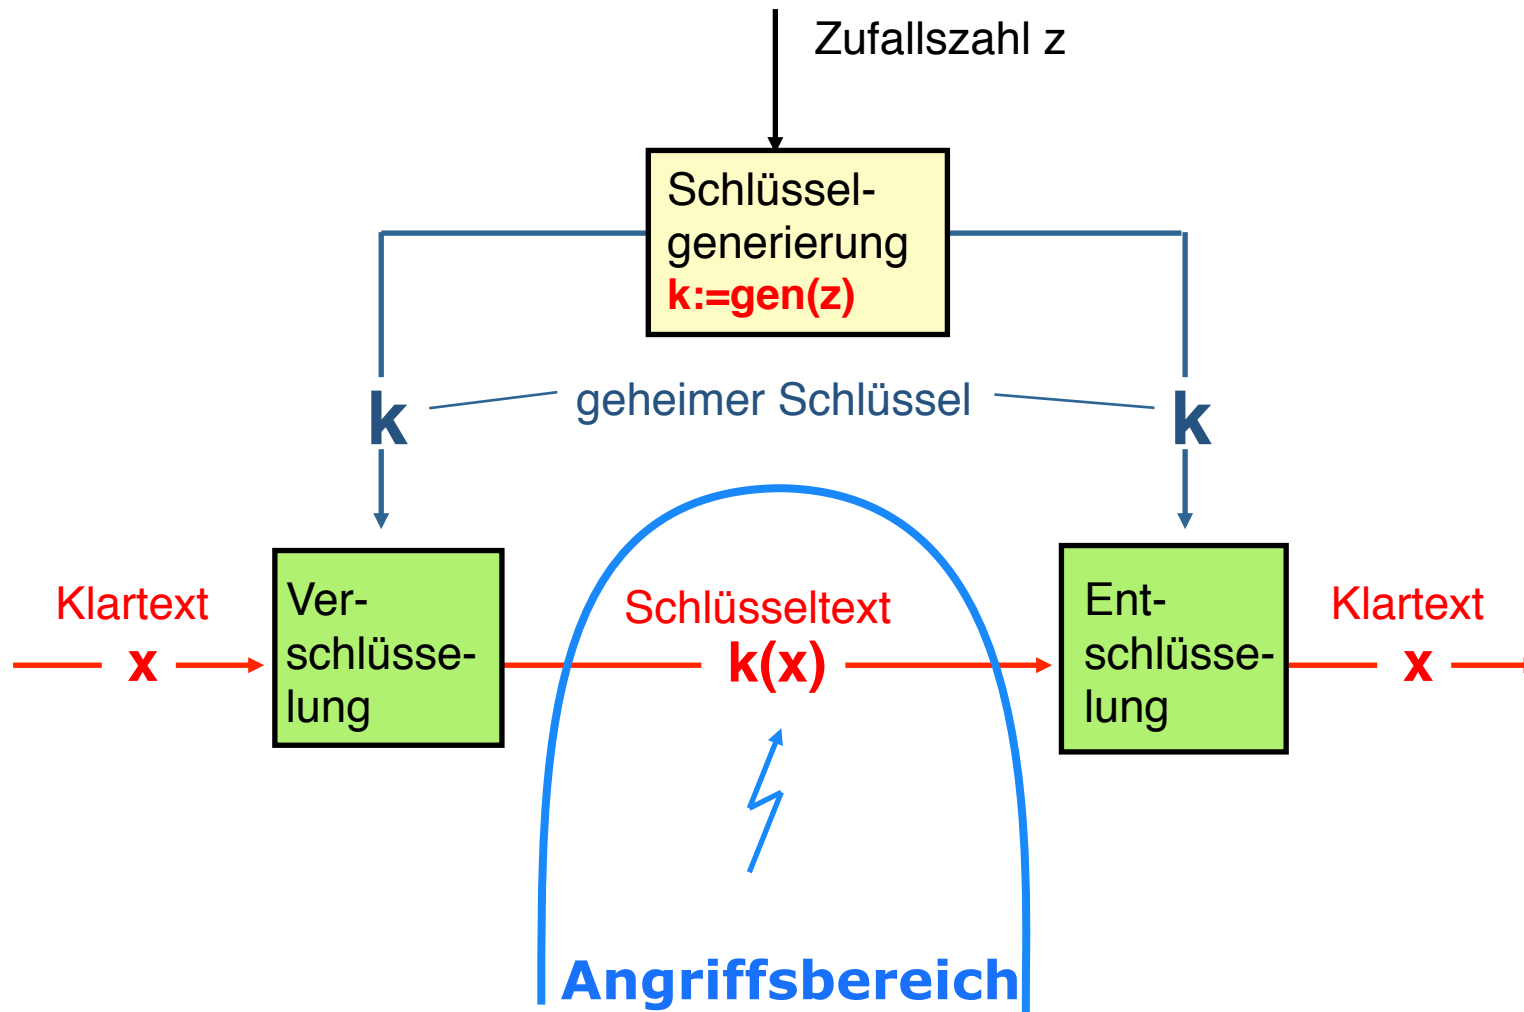 Zufallszahl z
Schlüssel-
generierung
k:=gen(z)
k
geheimer Schlüssel
k
Klartext
x
Ver-
schlüsse-
lung
Schlüsseltext
k(x)
Ent-
schlüsse-
lung
Klartext
x
Angriffsbereich